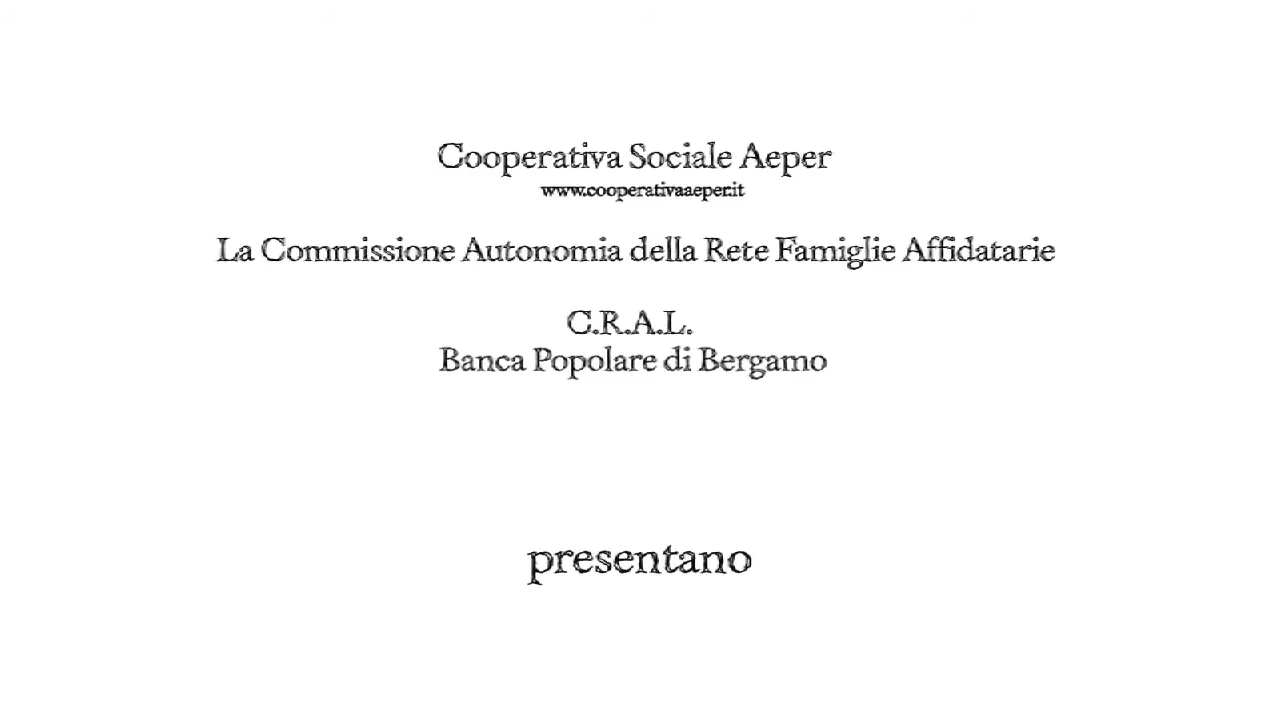 Cooperativa Sociale Aeper
www.cooperativaaeper.it
La Commissione Autonomia della Rete Famiglie Affidatarie
C.R.A.L.
Banca Popolare di Bergamo
presentano